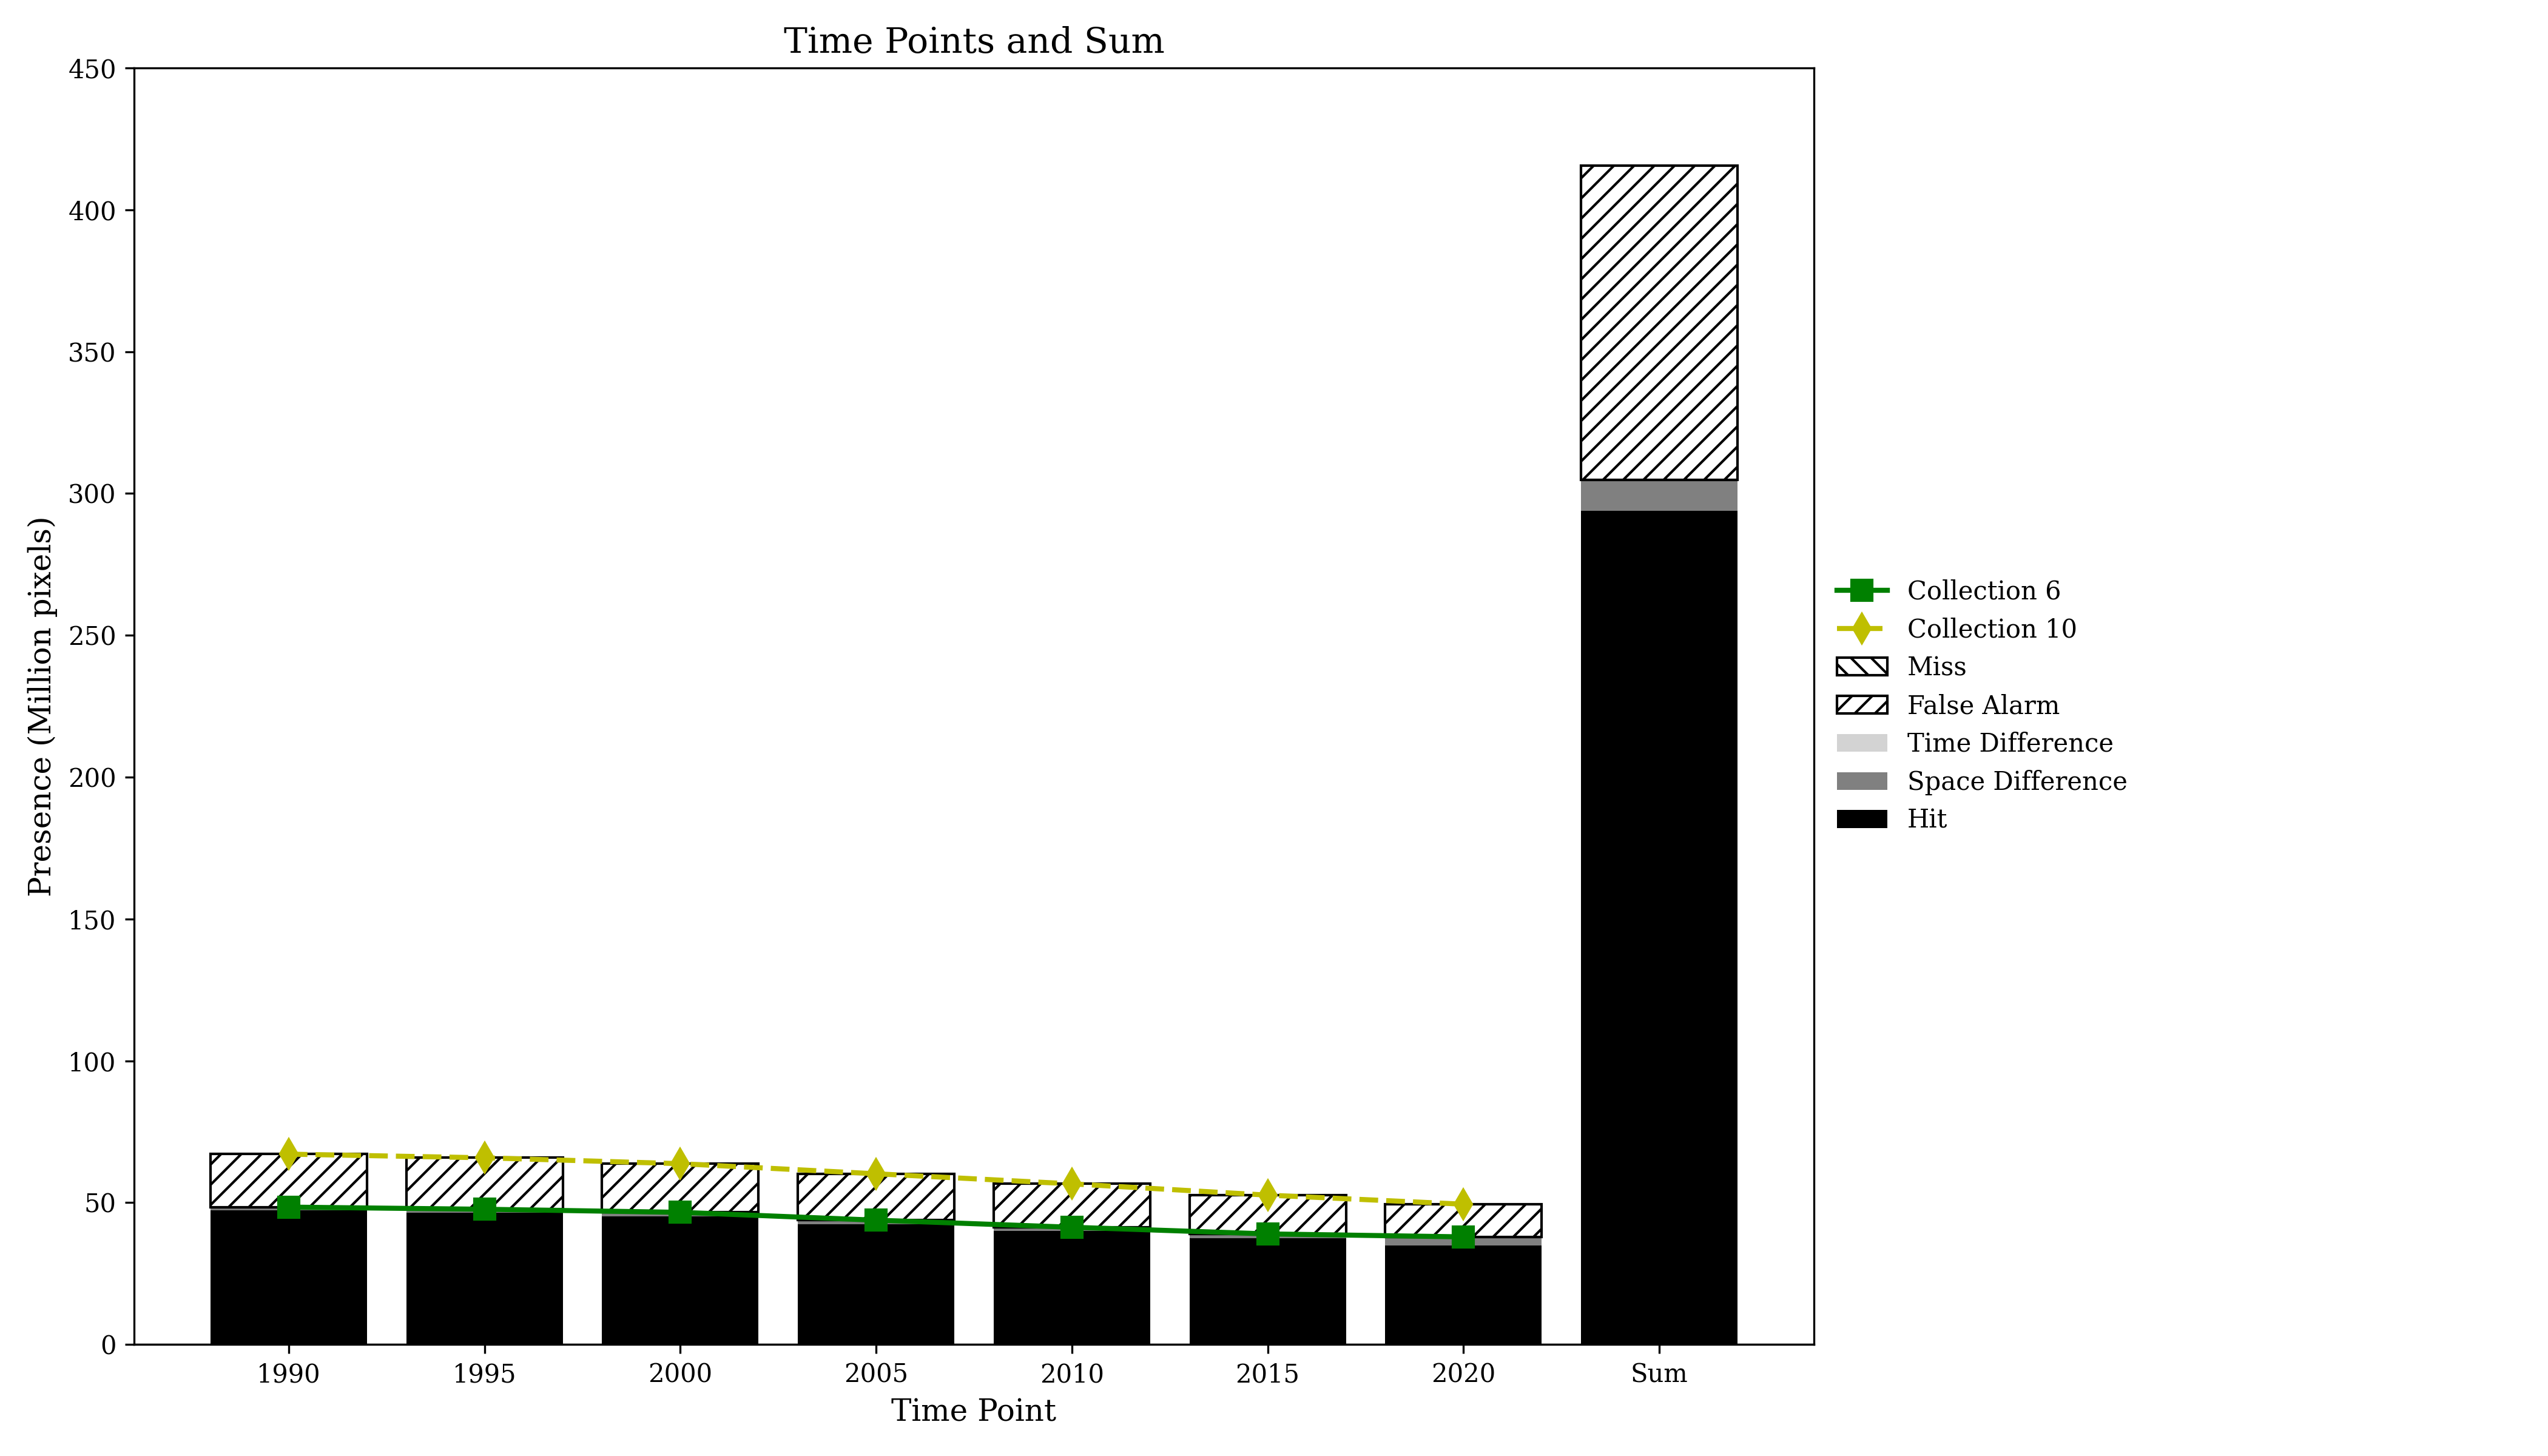 Time Points and Sum
450
400
350
300
250
200
150
100
50
0
Presence (Million pixels)
1990 1995 2000 2005 2010 2015 2020 Sum
Time Point
Collection 6
Collection 10
Miss
False Alarm
Time Difference
Space Difference
Hit